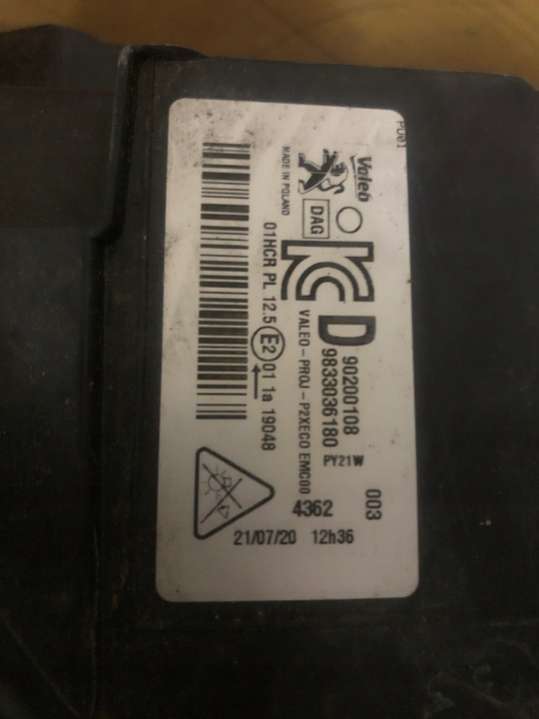 PU01
Valeo
MADE IN POLAND
DAG
KC
D
90200108
9833036180
PY21W
003
VALEO-PROJ-P2XECO EMC00
4362
01HCR PL 12.5 E2 01 1a 19048
21/07/20 12h36